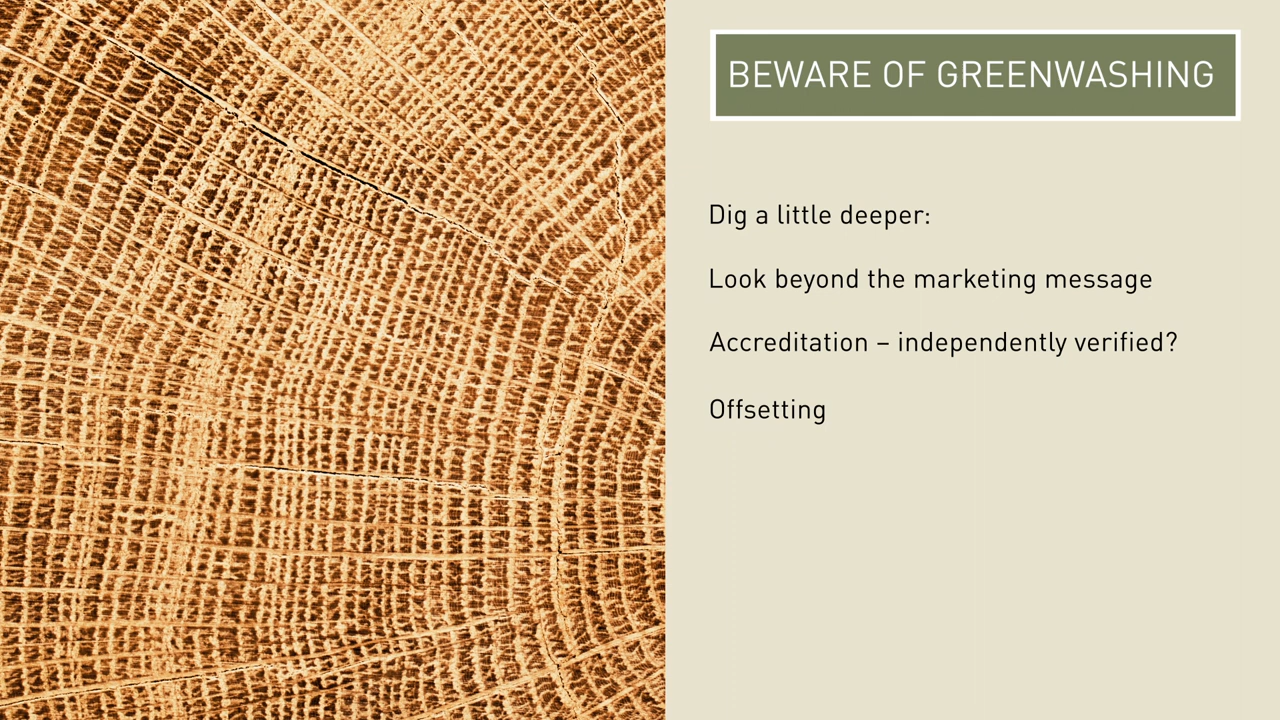 BEWARE OF GREENWASHING
Dig a little deeper:
Look beyond the marketing message
Accreditation – independently verified?
Offsetting